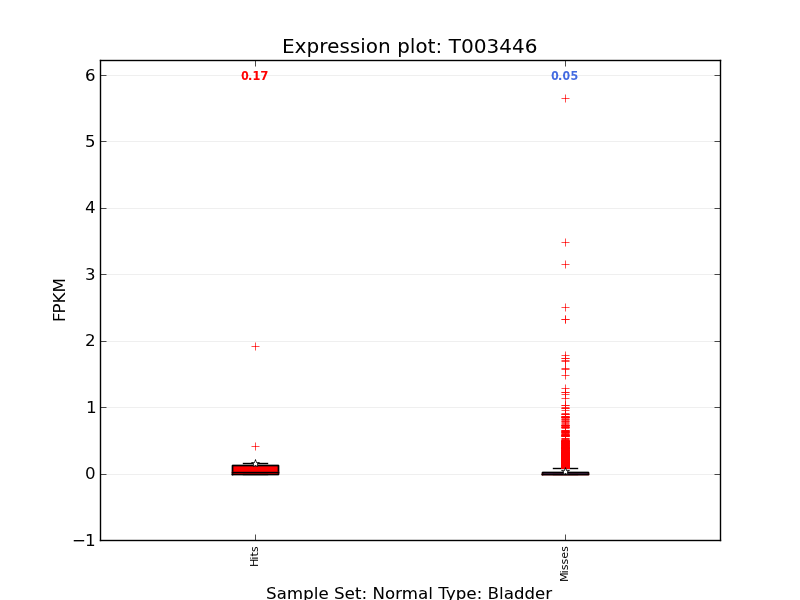 Expression plot: T003446
0.17
0.05
6
5
4
3
2
1
0
−1
FPKM
Hits
Misses
Sample Set: Normal Type: Bladder